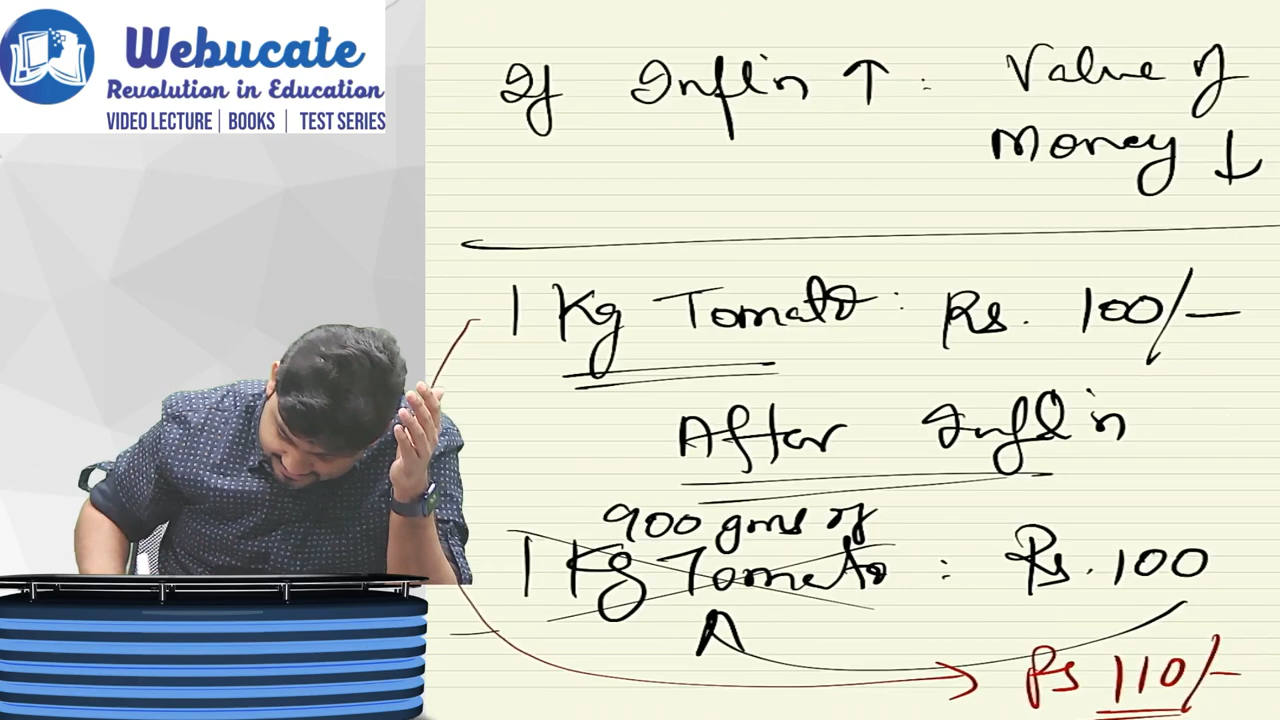 Webucate
Revolution in Education
VIDEO LECTURE | BOOKS | TEST SERIES
If Infl'n ↑ : Value of
Money ↓
1 Kg Tomato : Rs. 100/-
After Infl'n
900 gms of
1 Kg Tomato : Rs. 100
Rs 110/-